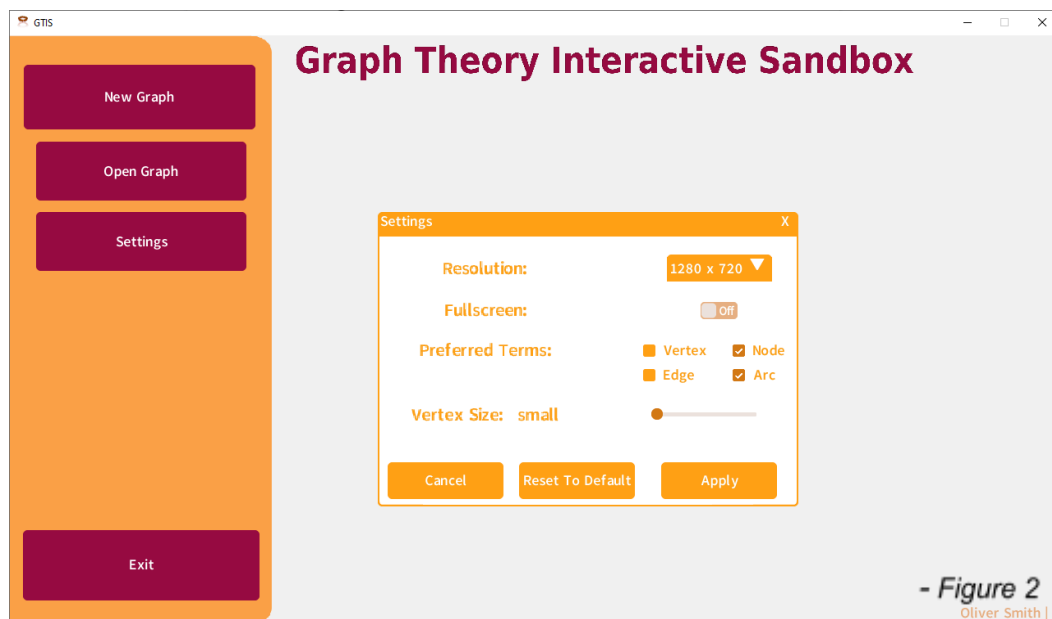 GTIS
Graph Theory Interactive Sandbox
New Graph
Open Graph
Settings
Exit
Settings X
Resolution: 1280 x 720
Fullscreen: Off
Preferred Terms: Vertex Node
Edge Arc
Vertex Size: small
Cancel Reset To Default Apply
- Figure 2
Oliver Smith |